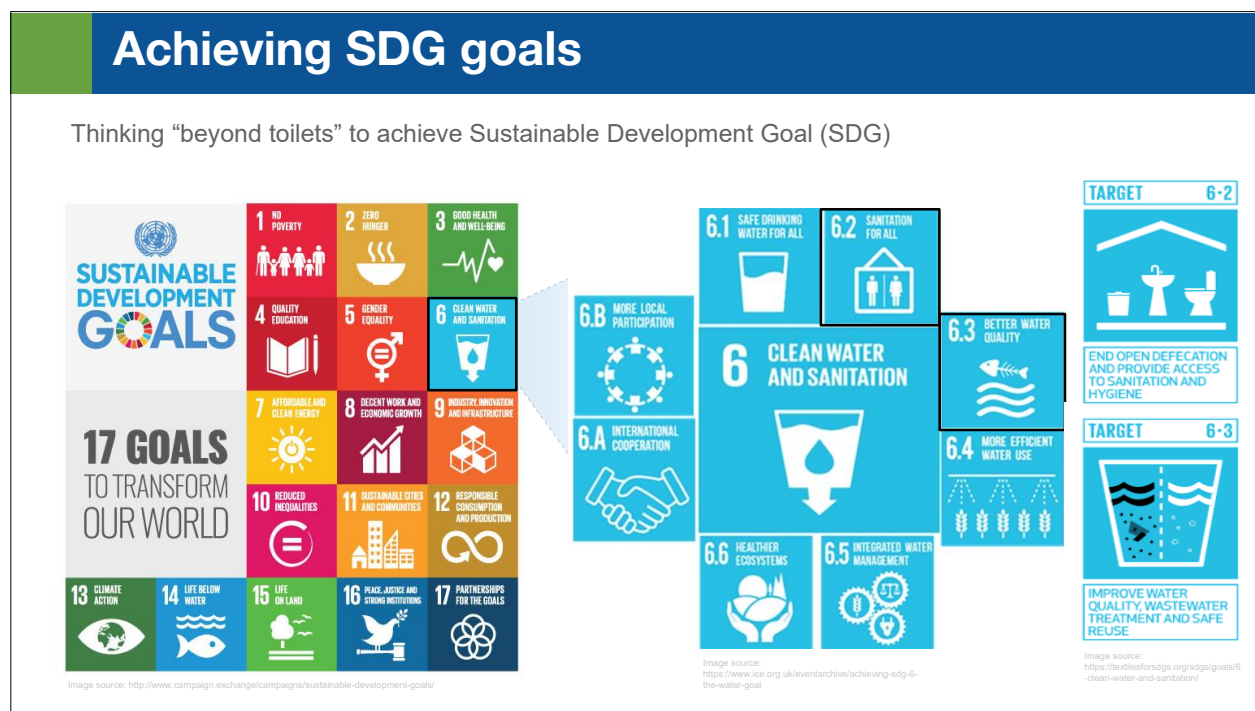 Achieving SDG goals
Thinking “beyond toilets” to achieve Sustainable Development Goal (SDG)
SUSTAINABLE
DEVELOPMENT
GOALS
1 NO
POVERTY
2 ZERO
HUNGER
3 GOOD HEALTH
AND WELL-BEING
4 QUALITY
EDUCATION
5 GENDER
EQUALITY
6 CLEAN WATER
AND SANITATION
17 GOALS
TO TRANSFORM
OUR WORLD
7 AFFORDABLE AND
CLEAN ENERGY
8 DECENT WORK AND
ECONOMIC GROWTH
9 INDUSTRY, INNOVATION
AND INFRASTRUCTURE
10 REDUCED
INEQUALITIES
11 SUSTAINABLE CITIES
AND COMMUNITIES
12 RESPONSIBLE
CONSUMPTION
AND PRODUCTION
13 CLIMATE
ACTION
14 LIFE BELOW
WATER
15 LIFE
ON LAND
16 PEACE, JUSTICE AND
STRONG INSTITUTIONS
17 PARTNERSHIPS
FOR THE GOALS
Image source: http://www.campaign.exchange/campaigns/sustainable-development-goals/
6.1 SAFE DRINKING
WATER FOR ALL
6.2 SANITATION
FOR ALL
6.B MORE LOCAL
PARTICIPATION
6 CLEAN WATER
AND SANITATION
6.3 BETTER WATER
QUALITY
6.A INTERNATIONAL
COOPERATION
6.4 MORE EFFICIENT
WATER USE
6.6 HEALTHIER
ECOSYSTEMS
6.5 INTEGRATED WATER
MANAGEMENT
Image source:
https://www.ice.org.uk/eventarchive/achieving-sdg-6-
the-water-goal
TARGET 6·2
END OPEN DEFECATION
AND PROVIDE ACCESS
TO SANITATION AND
HYGIENE
TARGET 6·3
IMPROVE WATER
QUALITY, WASTEWATER
TREATMENT AND SAFE
REUSE
Image source:
https://textilesforsdgs.org/sdgs/goals/6
-clean-water-and-sanitation/